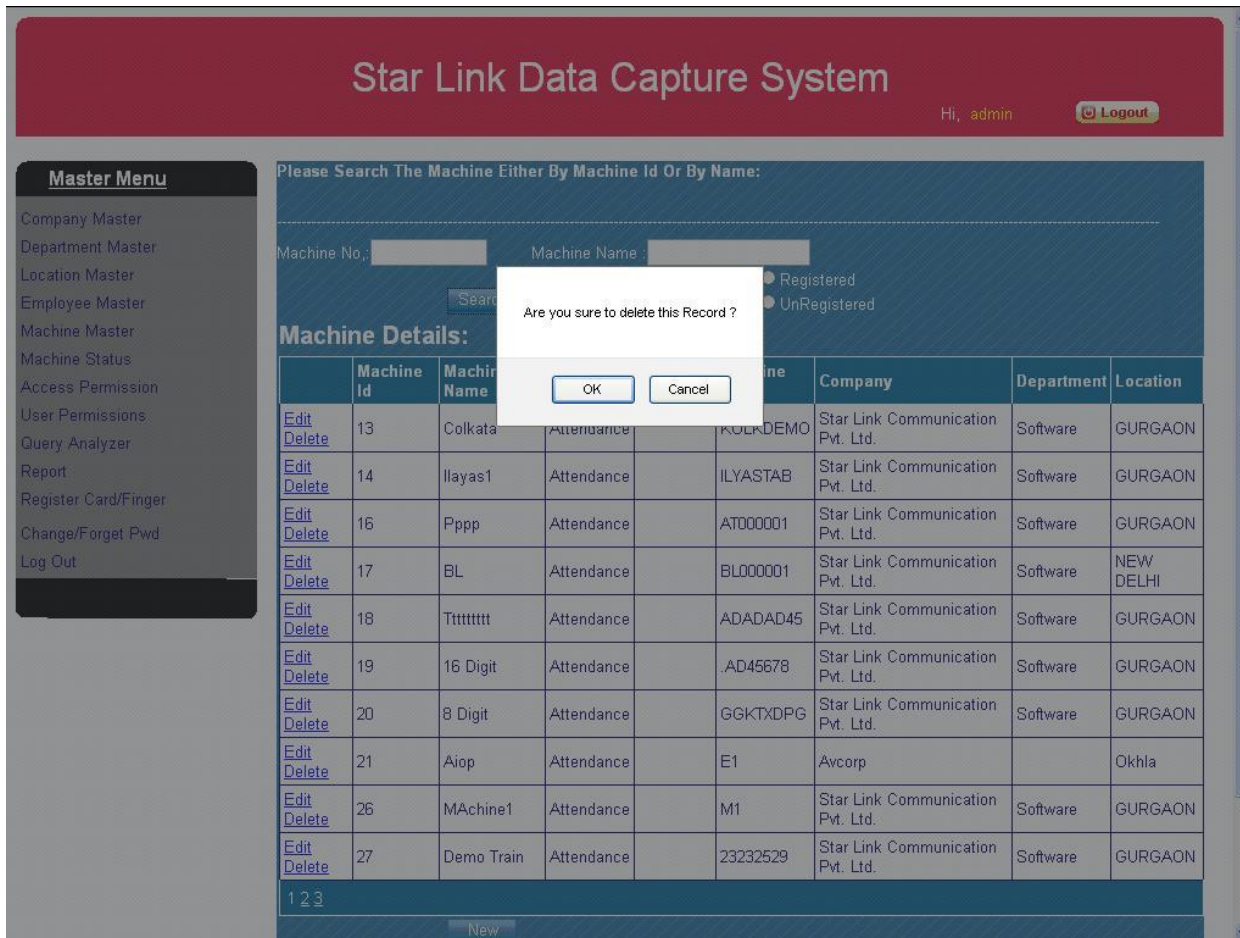 Star Link Data Capture System
Hi, admin
Logout
Master Menu
Company Master
Department Master
Location Master
Employee Master
Machine Master
Machine Status
Access Permission
User Permissions
Query Analyzer
Report
Register Card/Finger
Change/Forget Pwd
Log Out
Please Search The Machine Either By Machine Id Or By Name:
Machine No,: Machine Name :
Registered
UnRegistered
Are you sure to delete this Record ?
OK Cancel
Machine Details:
Machine Id Company Department Location
Name
Edit Delete 13 Colkata Attendance KOLKDEMO Star Link Communication Pvt. Ltd. Software GURGAON
Edit Delete 14 Ilayas1 Attendance ILYASTAB Star Link Communication Pvt. Ltd. Software GURGAON
Edit Delete 16 Pppp Attendance AT000001 Star Link Communication Pvt. Ltd. Software GURGAON
Edit Delete 17 BL Attendance BL000001 Star Link Communication Pvt. Ltd. Software NEW DELHI
Edit Delete 18 Attendance ADADAD45 Star Link Communication Pvt. Ltd. Software GURGAON
Edit Delete 19 16 Digit Attendance .AD45678 Star Link Communication Pvt. Ltd. Software GURGAON
Edit Delete 20 8 Digit Attendance GGKTXDPG Star Link Communication Pvt. Ltd. Software GURGAON
Edit Delete 21 Aiop Attendance E1 Avcorp Okhla
Edit Delete 26 MAchine1 Attendance M1 Star Link Communication Pvt. Ltd. Software GURGAON
Edit Delete 27 Demo Train Attendance 23232529 Star Link Communication Pvt. Ltd. Software GURGAON
1 2 3
New